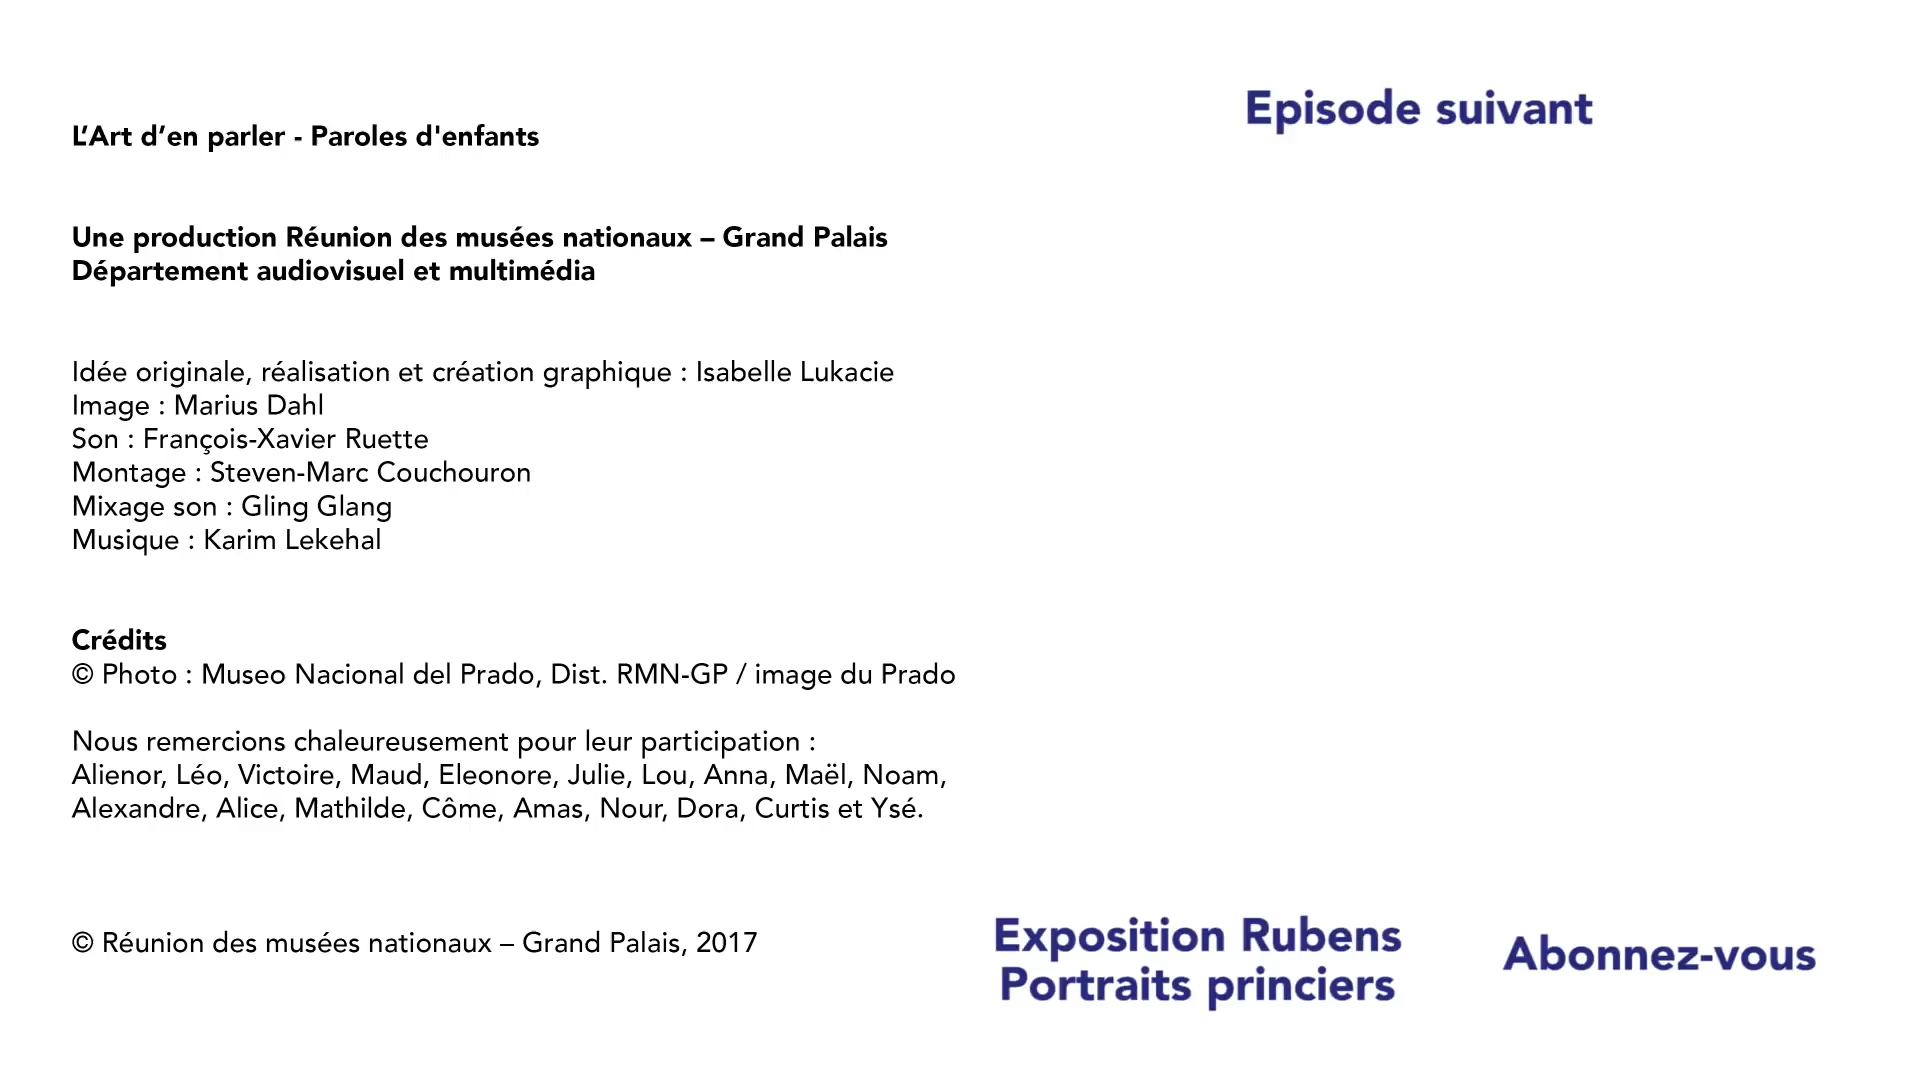 L’Art d’en parler - Paroles d'enfants
Une production Réunion des musées nationaux – Grand Palais
Département audiovisuel et multimédia
Idée originale, réalisation et création graphique : Isabelle Lukacie
Image : Marius Dahl
Son : François-Xavier Ruette
Montage : Steven-Marc Couchouron
Mixage son : Gling Glang
Musique : Karim Lekehal
Crédits
© Photo : Museo Nacional del Prado, Dist. RMN-GP / image du Prado
Nous remercions chaleureusement pour leur participation :
Alienor, Léo, Victoire, Maud, Eleonore, Julie, Lou, Anna, Maël, Noam,
Alexandre, Alice, Mathilde, Côme, Amas, Nour, Dora, Curtis et Ysé.
© Réunion des musées nationaux – Grand Palais, 2017
Episode suivant
Exposition Rubens
Portraits princiers
Abonnez-vous